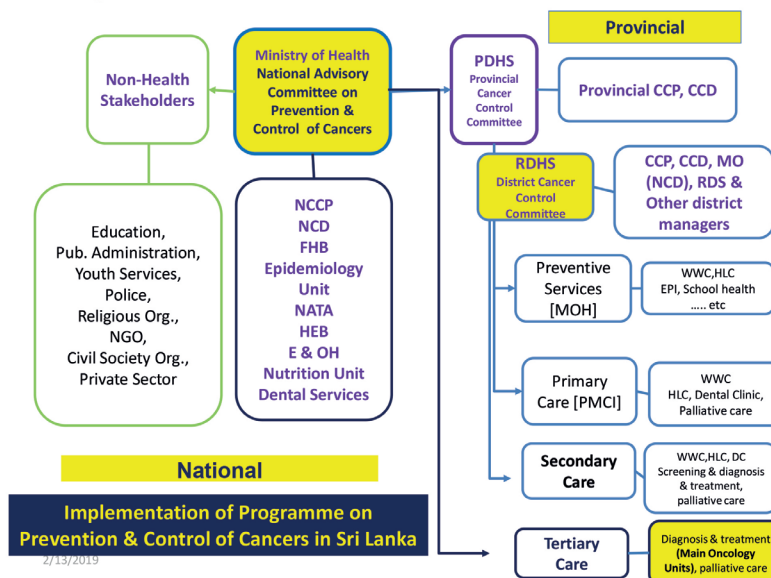 Provincial
Non-Health
Stakeholders
Ministry of Health
National Advisory
Committee on
Prevention &
Control of Cancers
PDHS
Provincial
Cancer
Control
Committee
Provincial CCP, CCD
RDHS
District Cancer
Control
Committee
CCP, CCD, MO
(NCD), RDS &
Other district
managers
Education,
Pub. Administration,
Youth Services,
Police,
Religious Org.,
NGO,
Civil Society Org.,
Private Sector
NCCP
NCD
FHB
Epidemiology
Unit
NATA
HEB
E & OH
Nutrition Unit
Dental Services
Preventive
Services
[MOH]
WWC,HLC
EPI, School health
..... etc
Primary
Care [PMCI]
WWC
HLC, Dental Clinic,
Palliative care
Secondary
Care
WWC,HLC, DC
Screening & diagnosis
& treatment,
palliative care
National
Implementation of Programme on
Prevention & Control of Cancers in Sri Lanka
2/13/2019
Tertiary
Care
Diagnosis & treatment
(Main Oncology
Units), palliative care